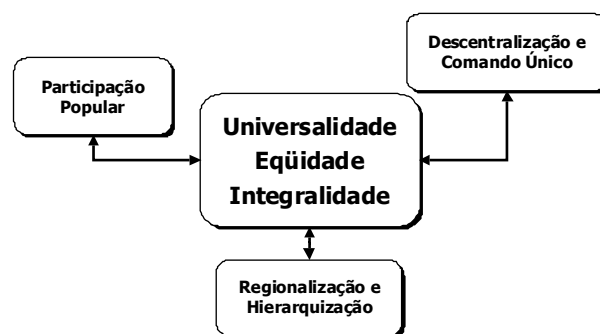 Descentralização e
Comando Único
Participação
Popular
Universalidade
Eqüidade
Integralidade
Regionalização e
Hierarquização